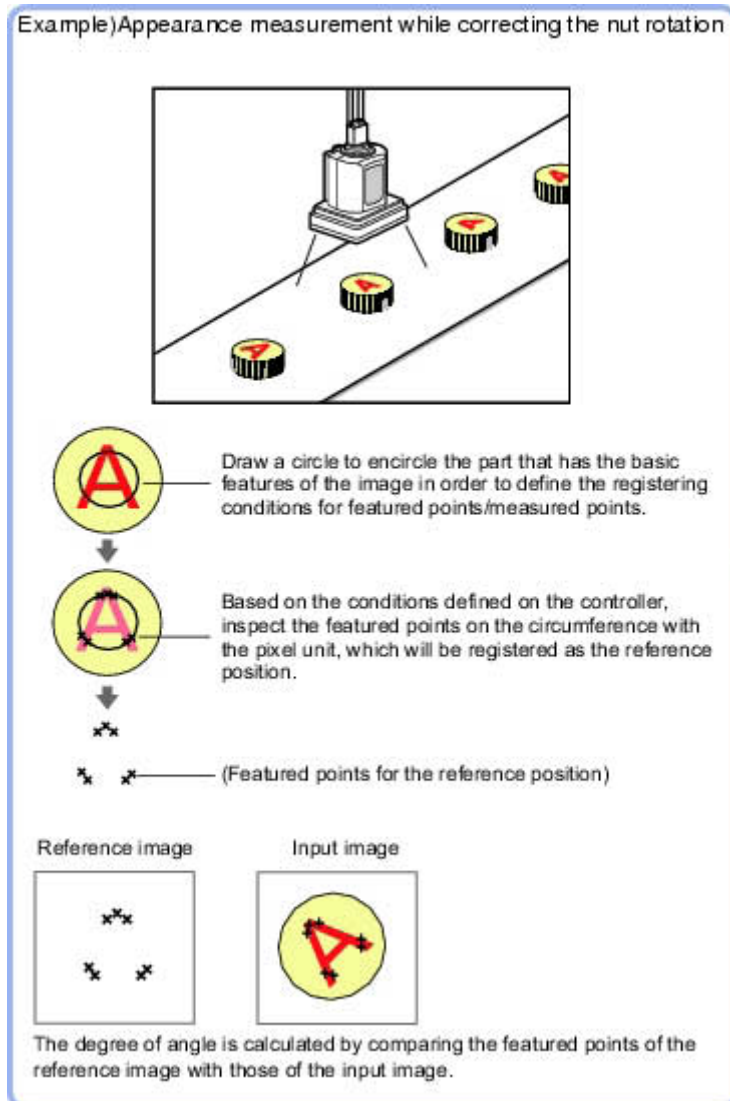 Example)Appearance measurement while correcting the nut rotation
A
A
A
A
A
Draw a circle to encircle the part that has the basic
features of the image in order to define the registering
conditions for featured points/measured points.
A
Based on the conditions defined on the controller,
inspect the featured points on the circumference with
the pixel unit, which will be registered as the reference
position.
(Featured points for the reference position)
Reference image
Input image
A
The degree of angle is calculated by comparing the featured points of the
reference image with those of the input image.